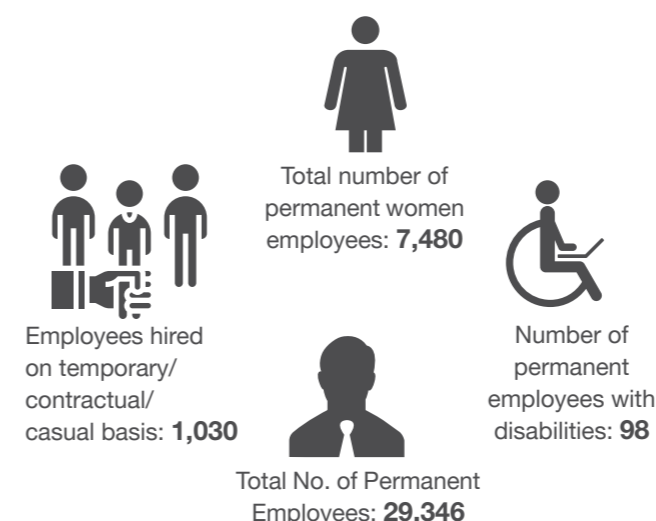 Total number of
permanent women
employees: 7,480
Employees hired
on temporary/
contractual/
casual basis: 1,030
Number of
permanent
employees with
disabilities: 98
Total No. of Permanent
Employees: 29,346